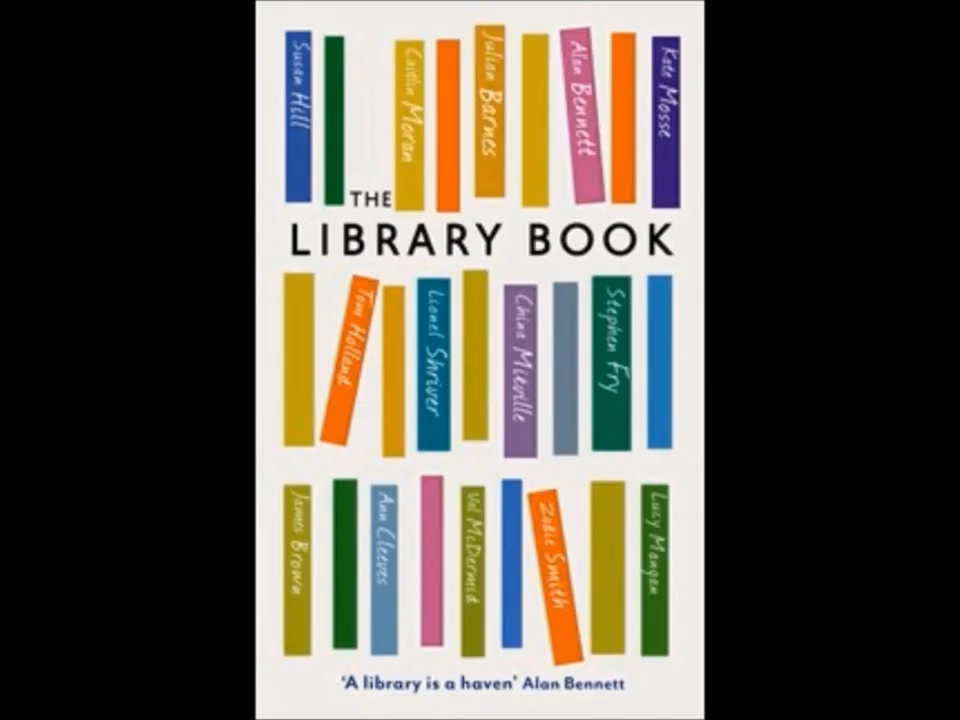 Susan Hill
Caitlin Moran
Julian Barnes
Alan Bennett
Kate Mosse
THE
LIBRARY BOOK
Tom Holland
Lionel Shriver
China Mieville
Stephen Fry
James Brown
Ann Cleeves
Val McDermid
Zadie Smith
Lucy Mangan
‘A library is a haven’ Alan Bennett